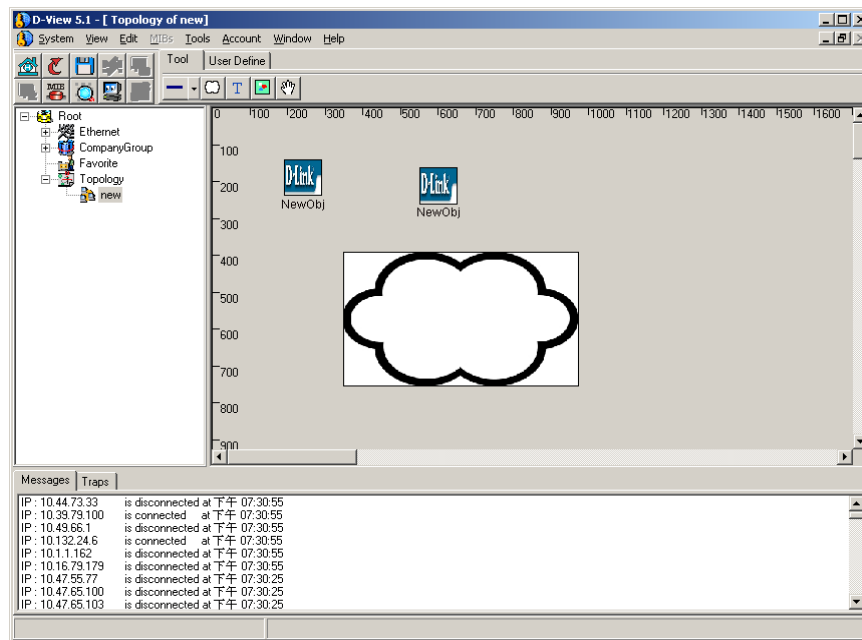 D-View 5.1 - [ Topology of new]
System View Edit MIBs Tools Account Window Help
Tool User Define
MIB
T
Root
Ethernet
CompanyGroup
Favorite
Topology
new
0 100 200 300 400 500 600 700 800 900 1000 1100 1200 1300 1400 1500 1600
100
200
300
400
500
600
700
800
900
D-Link
NewObj
D-Link
NewObj
Messages Traps
IP : 10.44.73.33 is disconnected at 下午 07:30:55
IP : 10.39.79.100 is connected at 下午 07:30:55
IP : 10.49.66.1 is disconnected at 下午 07:30:55
IP : 10.132.24.6 is connected at 下午 07:30:55
IP : 10.1.1.162 is disconnected at 下午 07:30:55
IP : 10.16.79.179 is disconnected at 下午 07:30:55
IP : 10.47.55.77 is disconnected at 下午 07:30:25
IP : 10.47.65.100 is disconnected at 下午 07:30:25
IP : 10.47.65.103 is disconnected at 下午 07:30:25